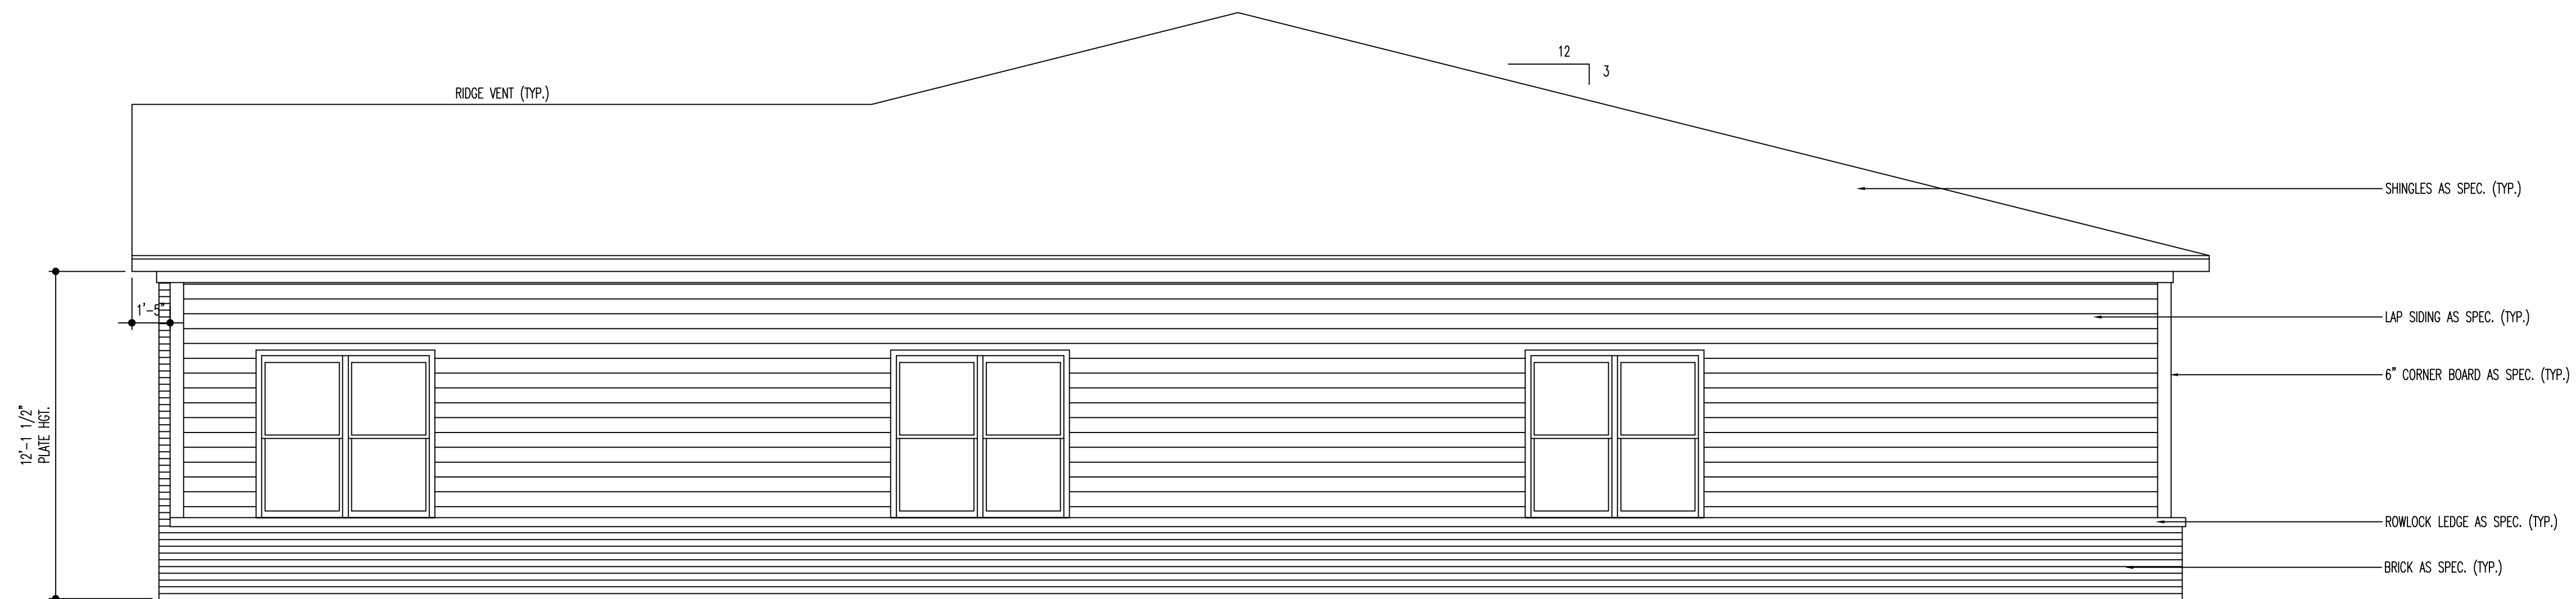 12
3
RIDGE VENT (TYP.)
SHINGLES AS SPEC. (TYP.)
1'-5"
LAP SIDING AS SPEC. (TYP.)
6" CORNER BOARD AS SPEC. (TYP.)
12'-1 1/2"
PLATE HGT.
ROWLOCK LEDGE AS SPEC. (TYP.)
BRICK AS SPEC. (TYP.)